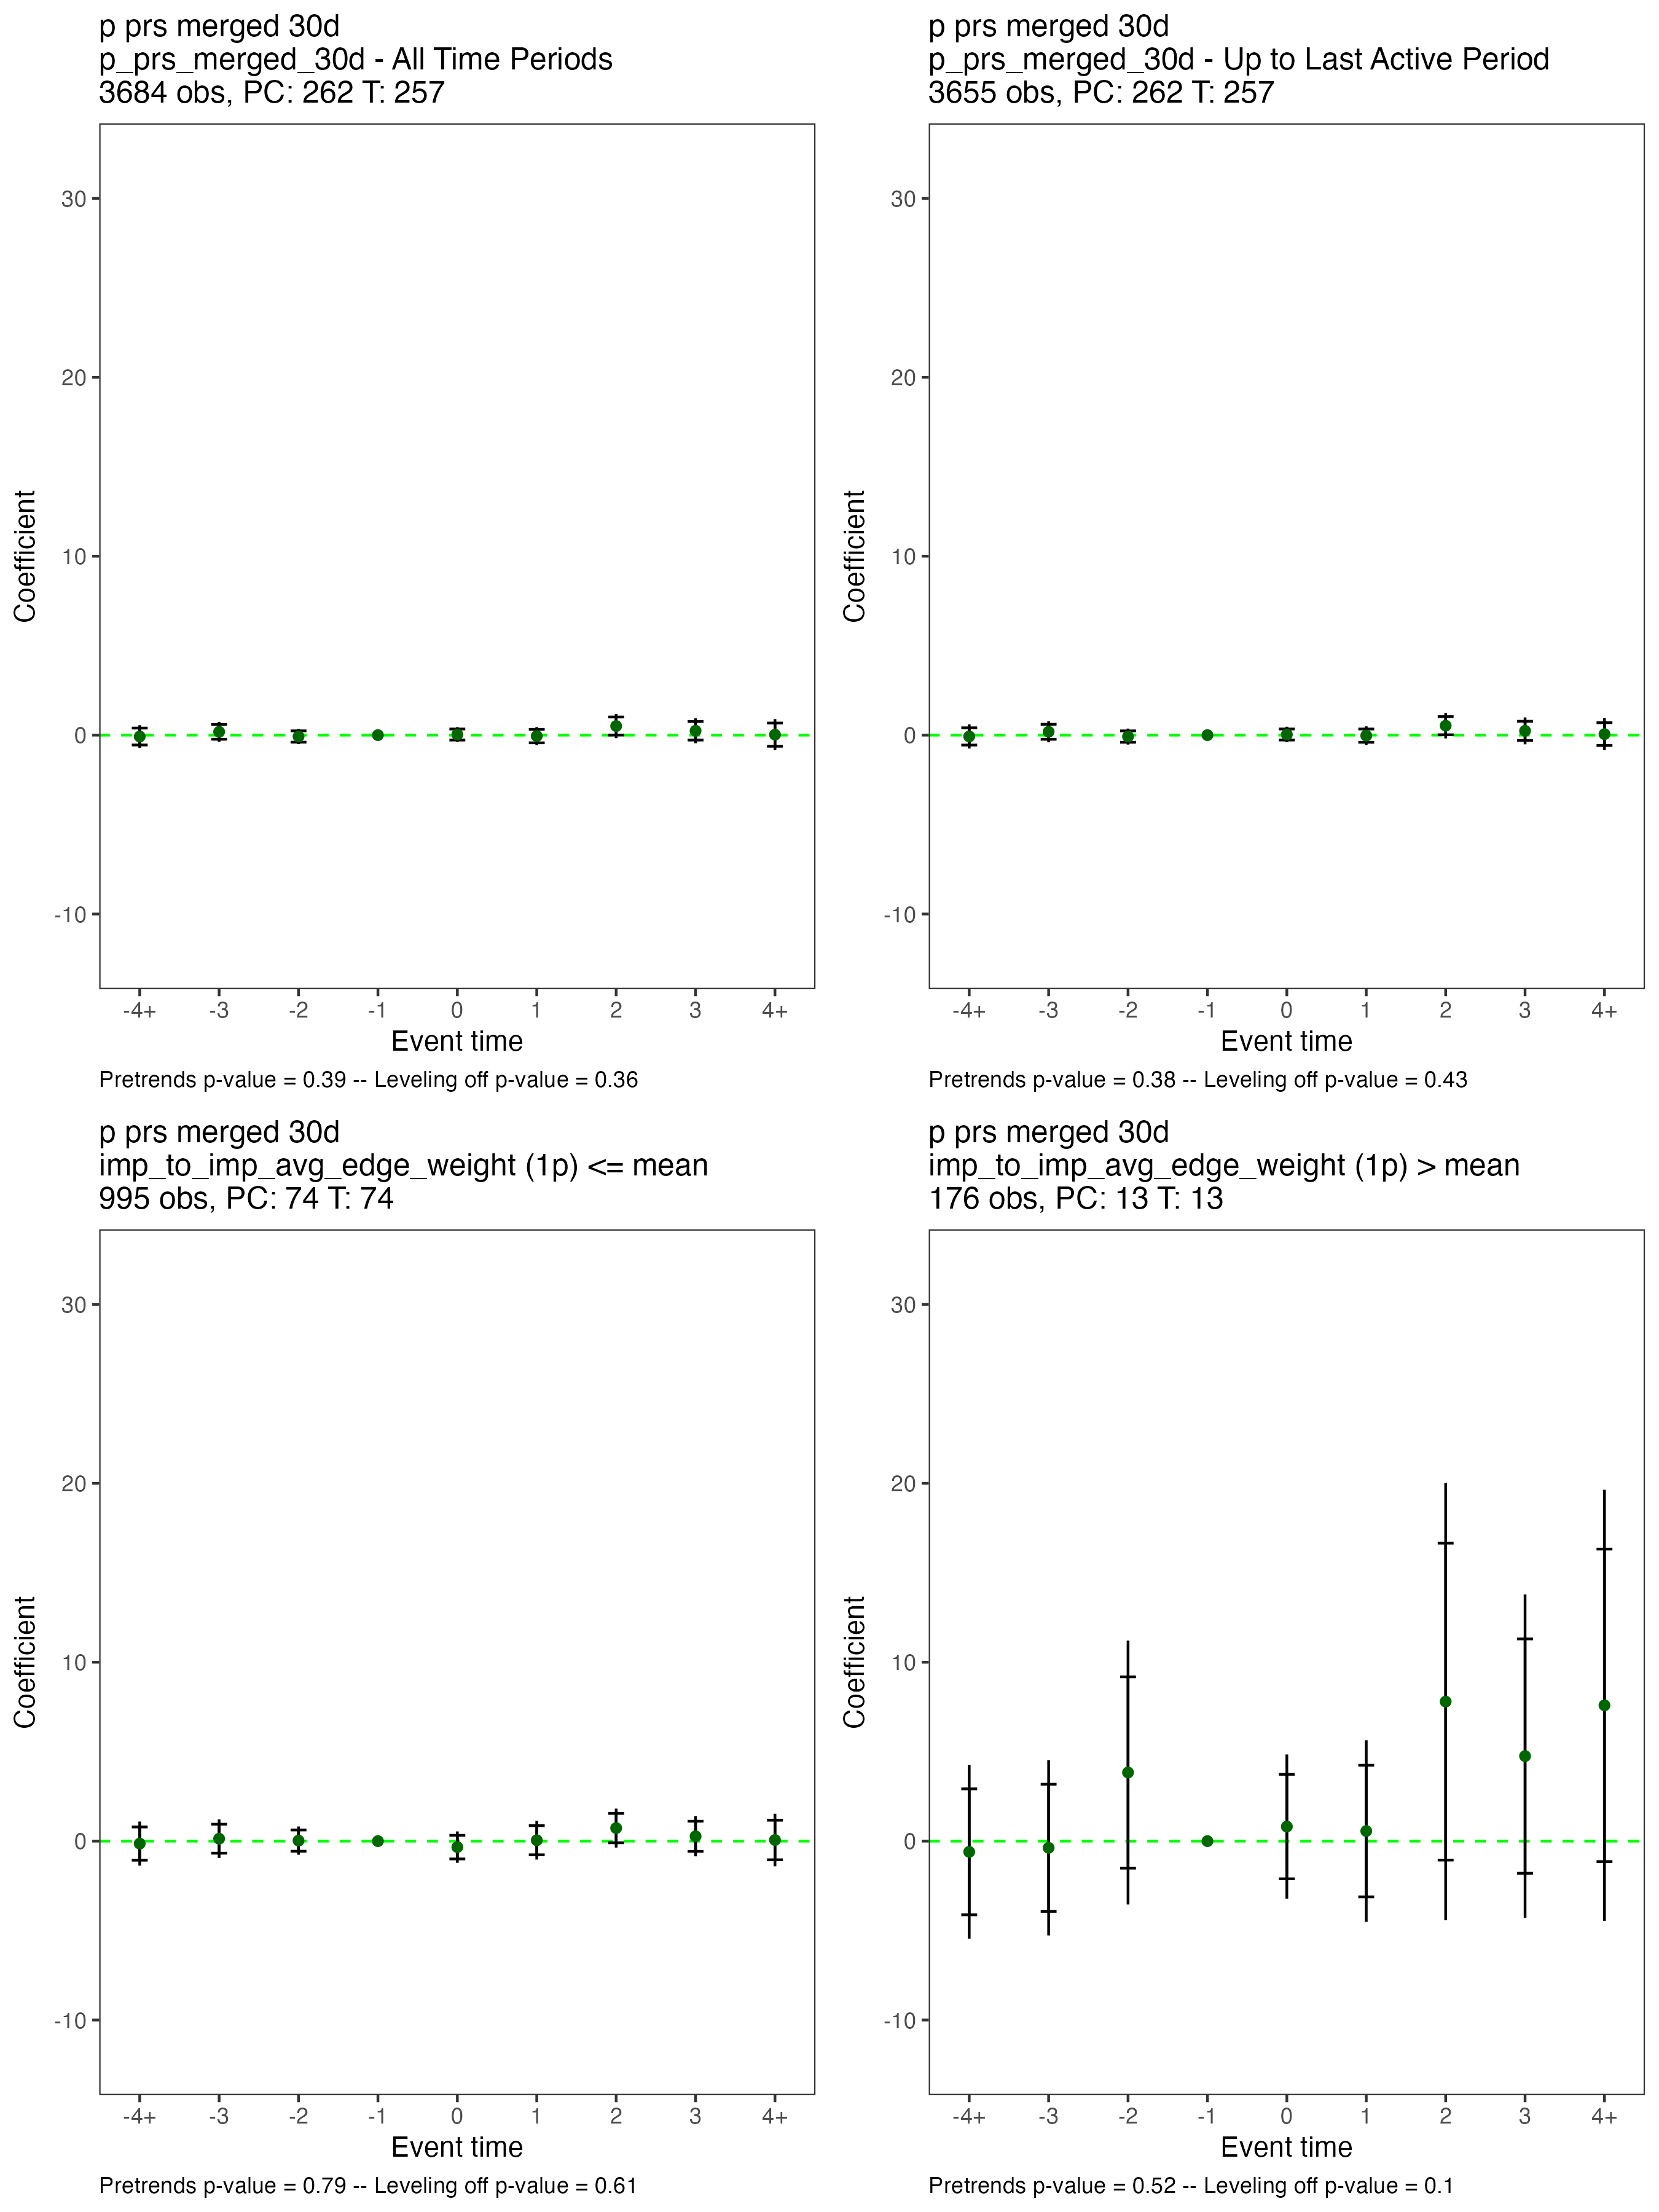 p prs merged 30d
p_prs_merged_30d - All Time Periods
3684 obs, PC: 262 T: 257
30
20
10
0
-10
Coefficient
-4+ -3 -2 -1 0 1 2 3 4+
Event time
Pretrends p-value = 0.39 -- Leveling off p-value = 0.36
p prs merged 30d
p_prs_merged_30d - Up to Last Active Period
3655 obs, PC: 262 T: 257
30
20
10
0
-10
Coefficient
-4+ -3 -2 -1 0 1 2 3 4+
Event time
Pretrends p-value = 0.38 -- Leveling off p-value = 0.43
p prs merged 30d
imp_to_imp_avg_edge_weight (1p) <= mean
995 obs, PC: 74 T: 74
30
20
10
0
-10
Coefficient
-4+ -3 -2 -1 0 1 2 3 4+
Event time
Pretrends p-value = 0.79 -- Leveling off p-value = 0.61
p prs merged 30d
imp_to_imp_avg_edge_weight (1p) > mean
176 obs, PC: 13 T: 13
30
20
10
0
-10
Coefficient
-4+ -3 -2 -1 0 1 2 3 4+
Event time
Pretrends p-value = 0.52 -- Leveling off p-value = 0.1